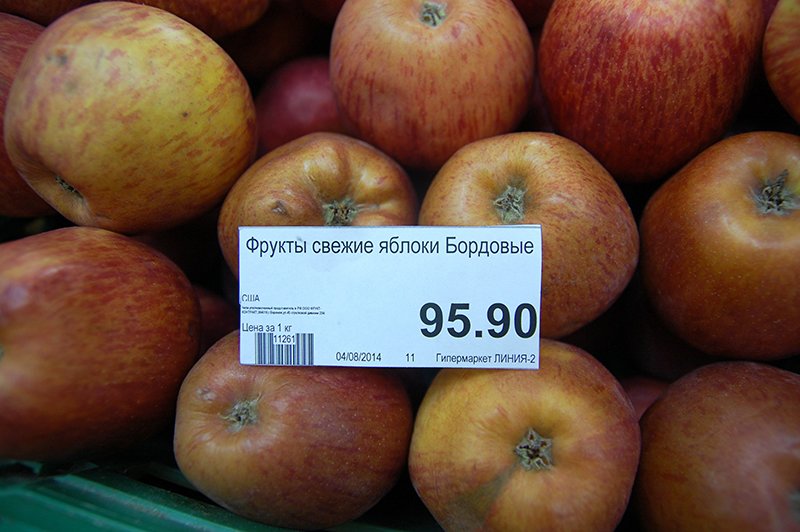 Фрукты свежие яблоки Бордовые
США
Цена за 1 кг
95.90
11261
04/08/2014 11 Гипермаркет ЛИНИЯ-2